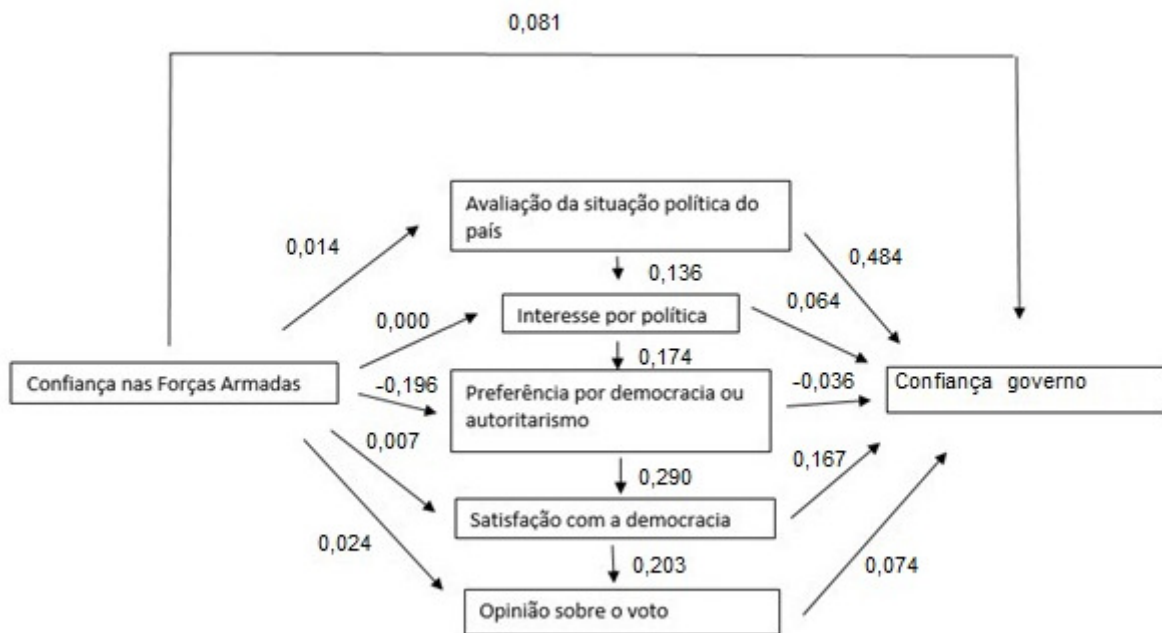 0,081
Avaliação da situação política do
país
0,014
0,136
0,484
Interesse por política
0,000
0,064
0,174
Confiança nas Forças Armadas
-0,196
Preferência por democracia ou
autoritarismo
-0,036
Confiança governo
0,007
0,290
0,167
Satisfação com a democracia
0,024
0,203
0,074
Opinião sobre o voto